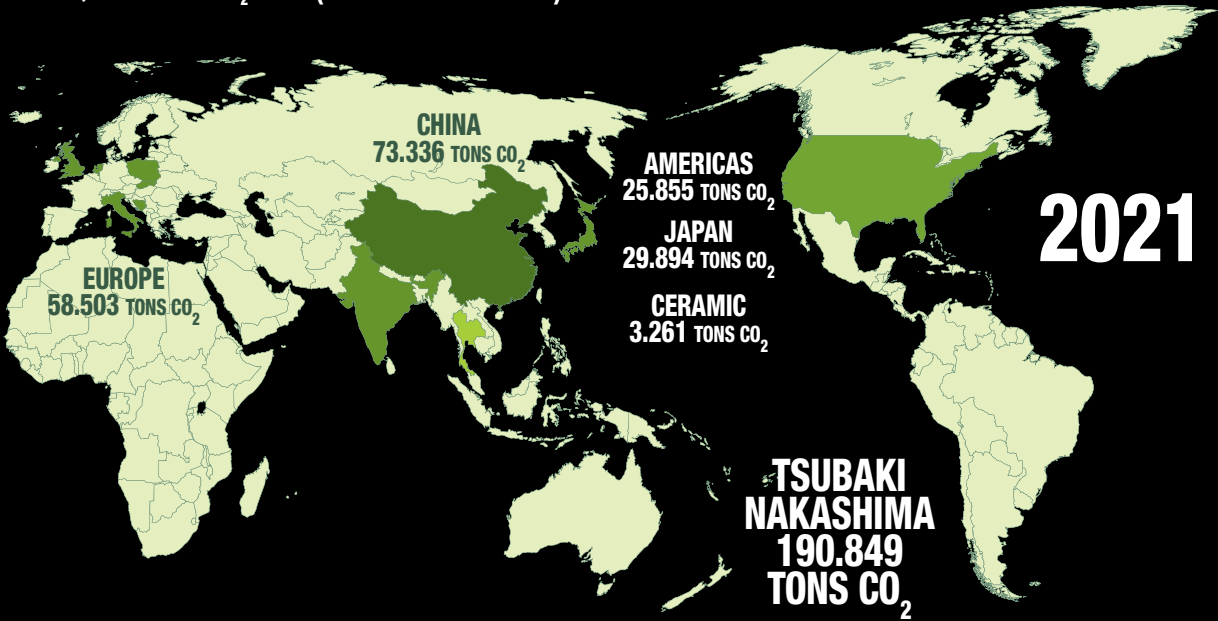 CHINA
73.336 TONS CO₂
AMERICAS
25.855 TONS CO₂
JAPAN
29.894 TONS CO₂
CERAMIC
3.261 TONS CO₂
2021
EUROPE
58.503 TONS CO₂
TSUBAKI
NAKASHIMA
190.849
TONS CO₂